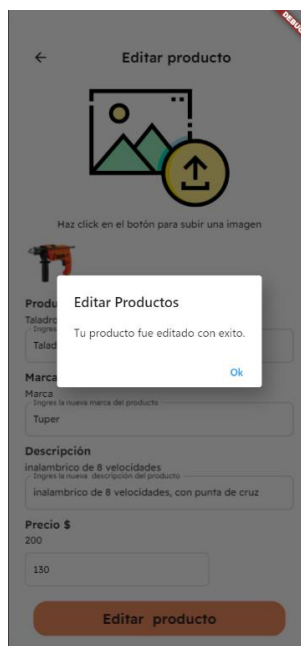 DEBUG
Editar producto
Haz click en el botón para subir una imagen
Produ
Taladro
Ingres
Talad
Editar Productos
Tu producto fue editado con exito.
Ok
Marca
Marca
Ingres la nueva marca del producto
Tuper
Descripción
inalambrico de 8 velocidades
Ingres la nueva descripción del producto
inalambrico de 8 velocidades, con punta de cruz
Precio $
200
130
Editar producto